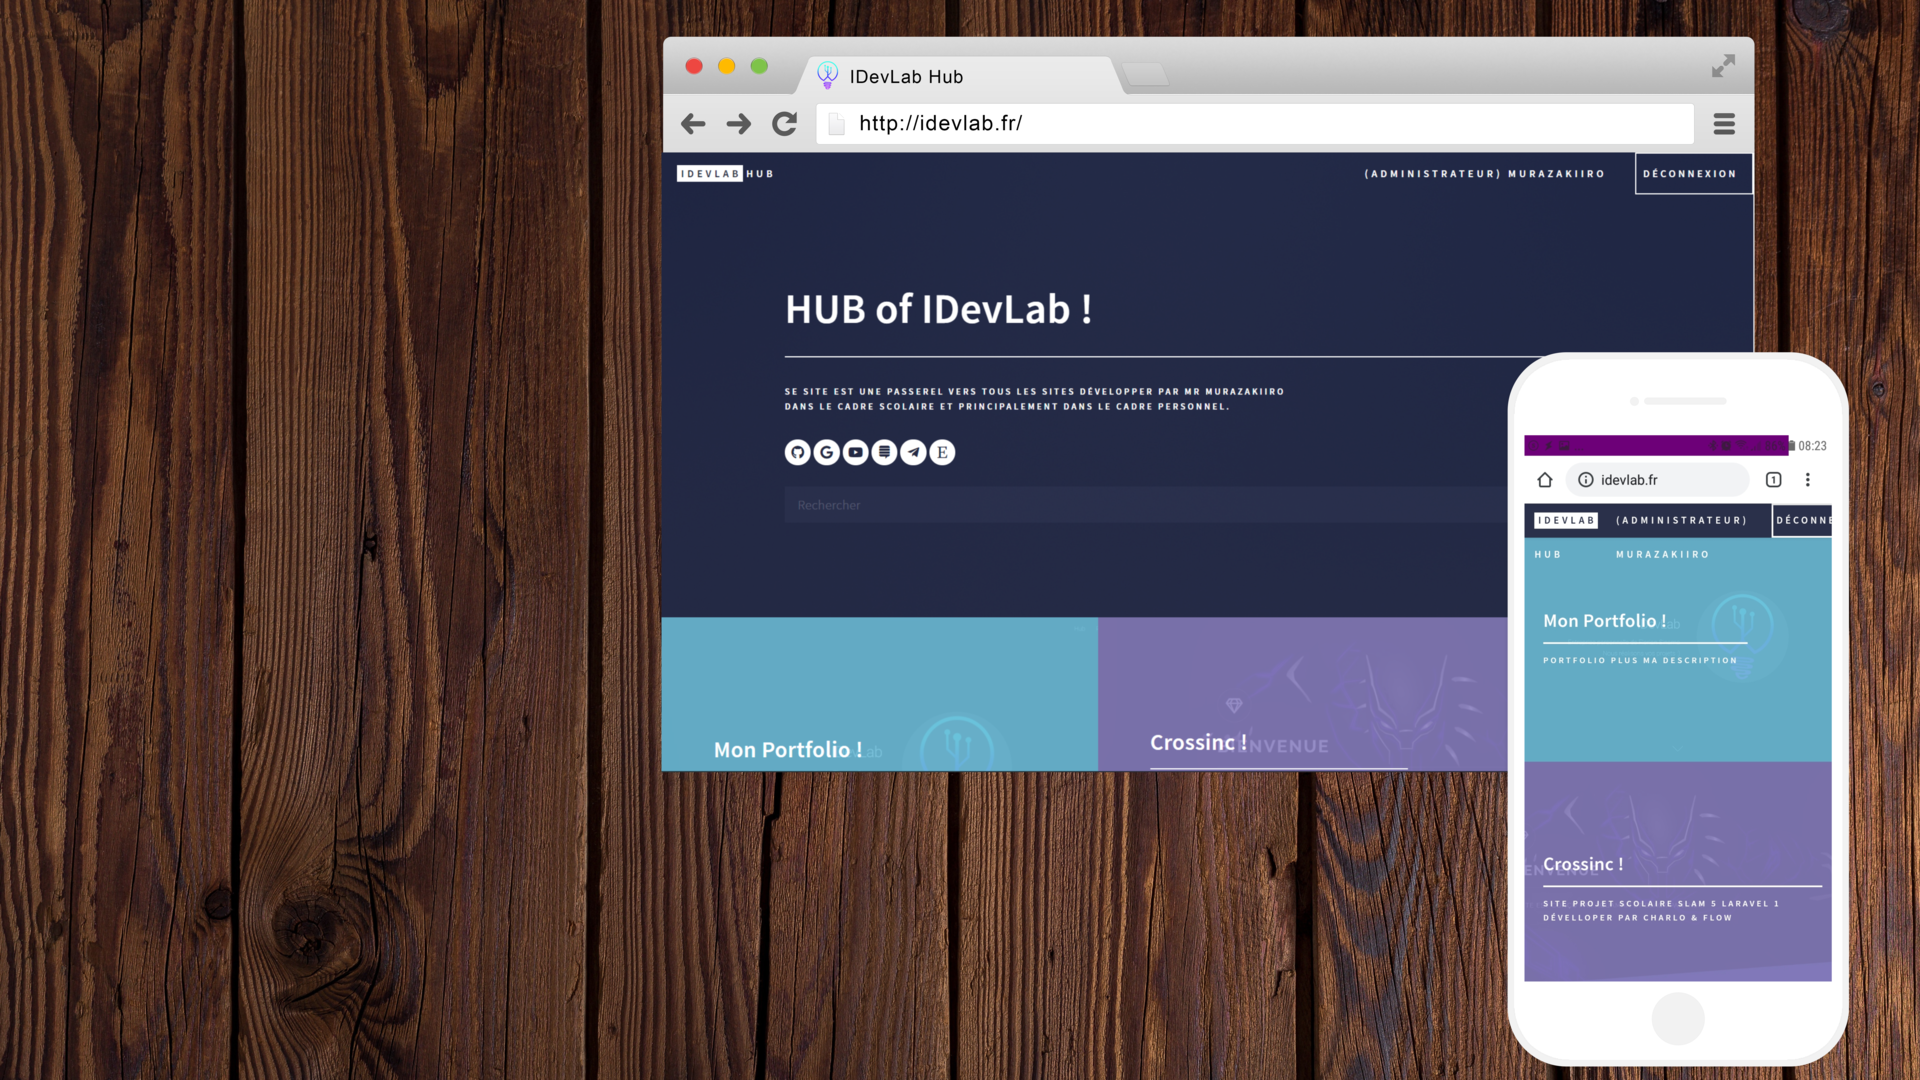 IDevLab Hub
http://idevlab.fr/
IDEVLAB HUB
(ADMINISTRATEUR) MURAZAKIIRO
DÉCONNEXION
HUB of IDevLab !
SE SITE EST UNE PASSEREL VERS TOUS LES SITES DÉVELOPPER PAR MR MURAZAKIIRO
DANS LE CADRE SCOLAIRE ET PRINCIPALEMENT DANS LE CADRE PERSONNEL.
Rechercher
Mon Portfolio !
Crossinc !
08:23
1
idevlab.fr
IDEVLAB
(ADMINISTRATEUR)
DÉCONNE
HUB
MURAZAKIIRO
Mon Portfolio !
PORTFOLIO PLUS MA DESCRIPTION
Crossinc !
SITE PROJET SCOLAIRE SLAM 5 LARAVEL 1
DÉVELLOPER PAR CHARLO & FLOW